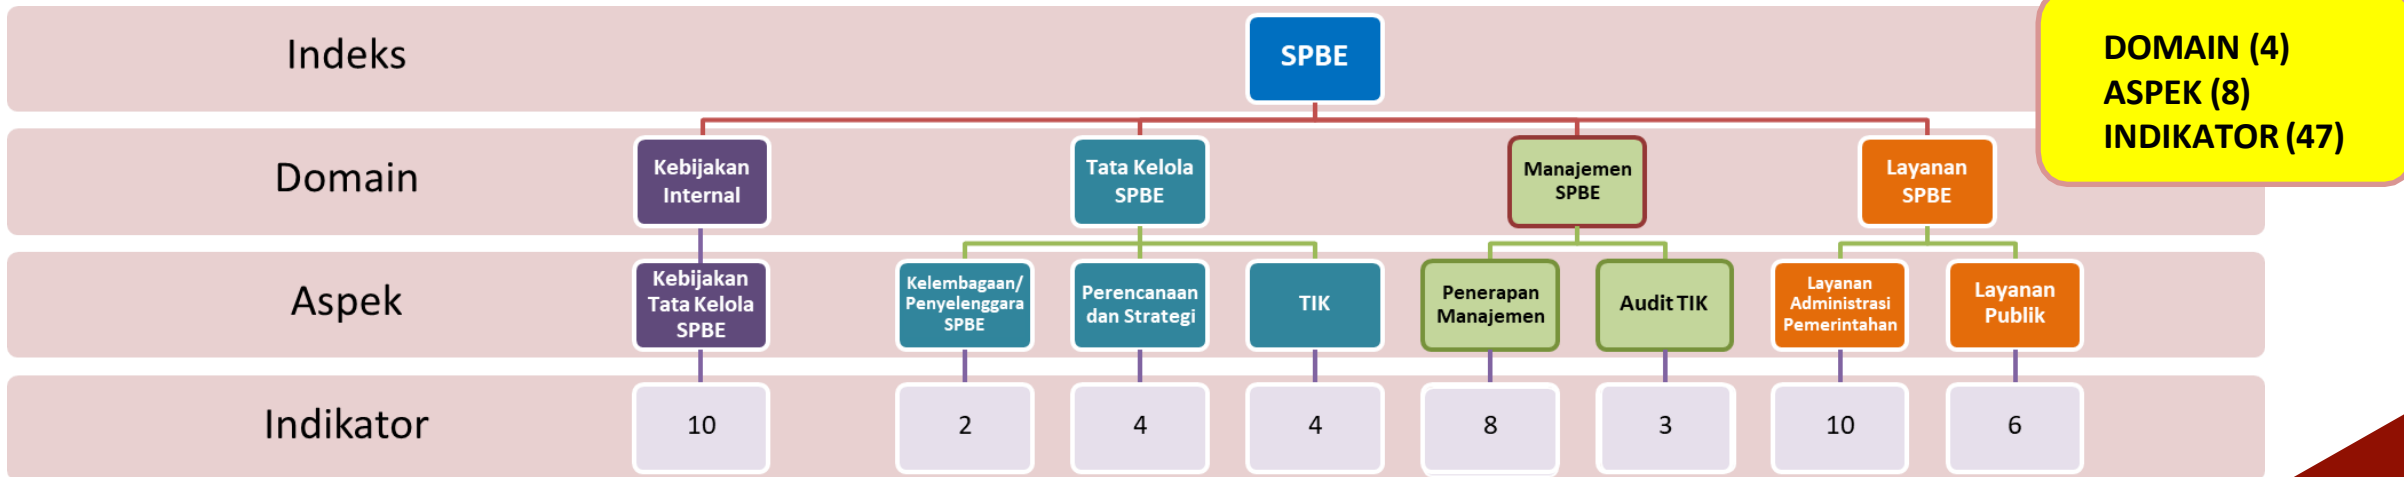 Indeks
SPBE
DOMAIN (4)
ASPEK (8)
INDIKATOR (47)
Domain
Kebijakan
Internal
Tata Kelola
SPBE
Manajemen
SPBE
Layanan
SPBE
Aspek
Kebijakan
Tata Kelola
SPBE
Kelembagaan/
Penyelenggara
SPBE
Perencanaan
dan Strategi
TIK
Penerapan
Manajemen
Audit TIK
Layanan
Administrasi
Pemerintahan
Layanan
Publik
Indikator
10
2
4
4
8
3
10
6